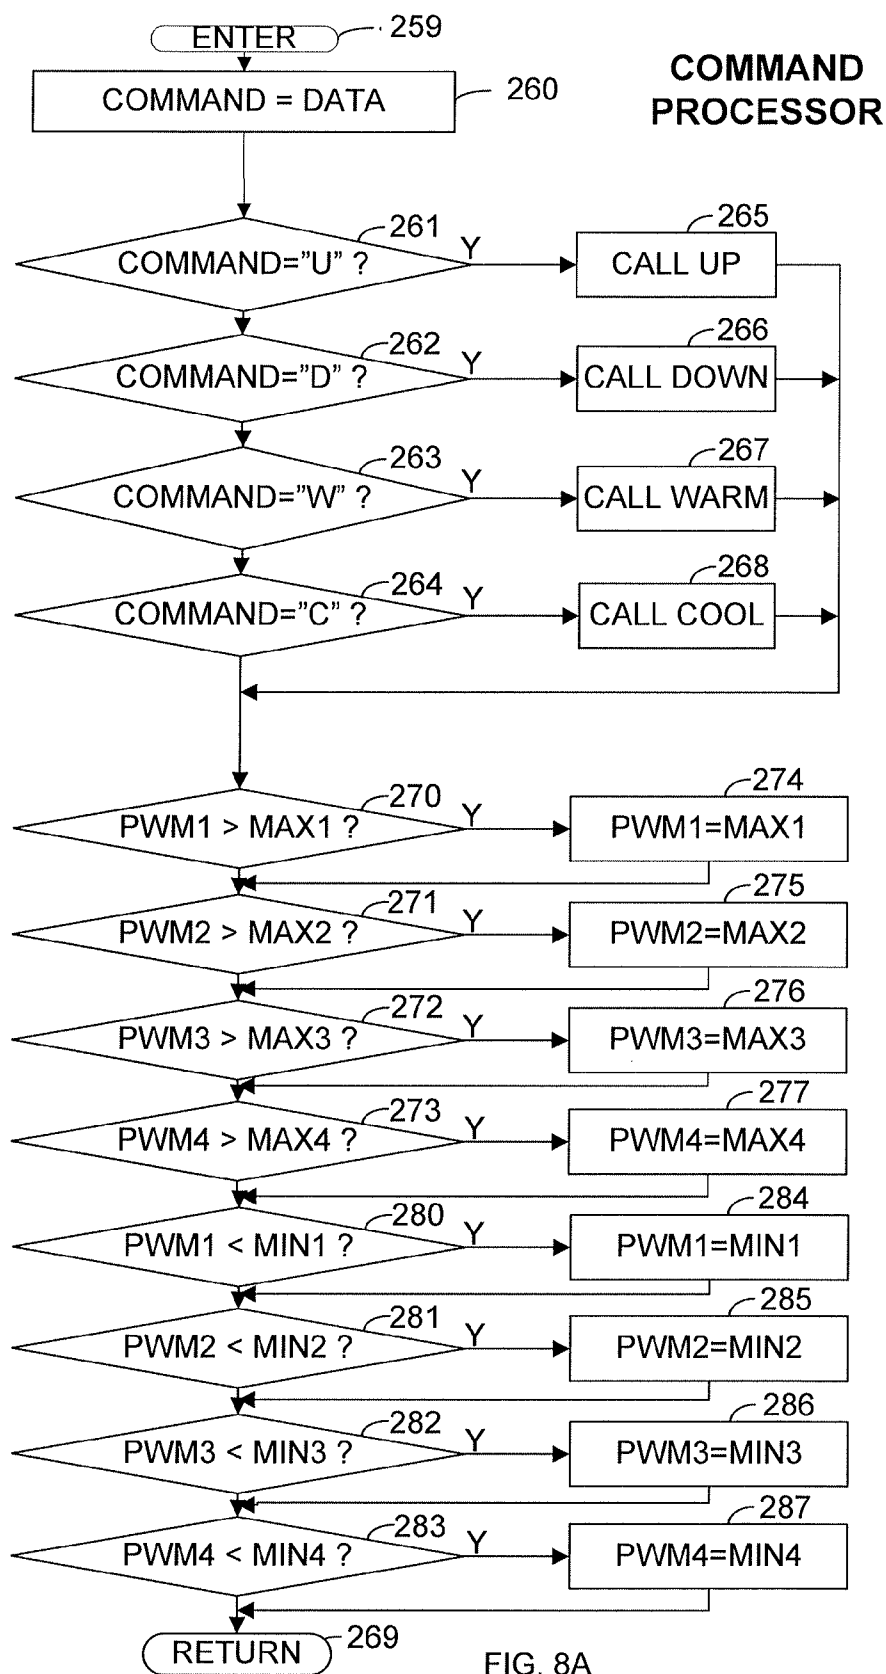 ENTER 259
COMMAND
PROCESSOR
COMMAND = DATA 260
261 265
COMMAND="U" ? Y CALL UP
262 266
COMMAND="D" ? Y CALL DOWN
263 267
COMMAND="W" ? Y CALL WARM
264 268
COMMAND="C" ? Y CALL COOL
270 274
PWM1 > MAX1 ? Y PWM1=MAX1
271 275
PWM2 > MAX2 ? Y PWM2=MAX2
272 276
PWM3 > MAX3 ? Y PWM3=MAX3
273 277
PWM4 > MAX4 ? Y PWM4=MAX4
280 284
PWM1 < MIN1 ? Y PWM1=MIN1
281 285
PWM2 < MIN2 ? Y PWM2=MIN2
282 286
PWM3 < MIN3 ? Y PWM3=MIN3
283 287
PWM4 < MIN4 ? Y PWM4=MIN4
RETURN 269
FIG. 8A